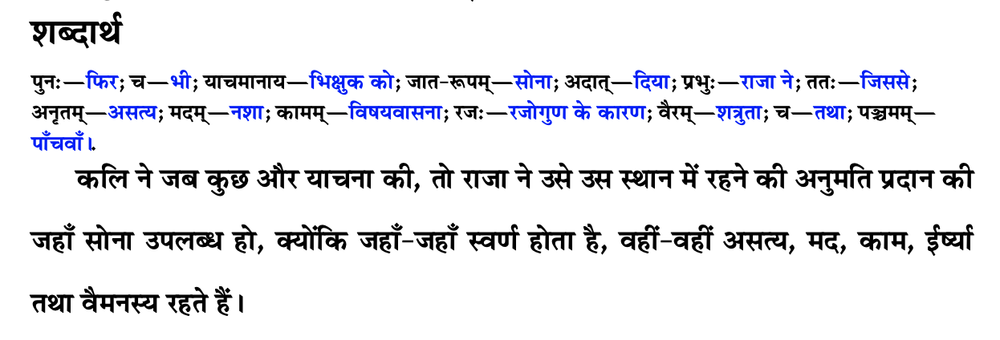 शब्दार्थ
पुनः—फिर; च—भी; याचमानाय—भिक्षुक को; जात-रूपम्—सोना; अदात्—दिया; प्रभुः—राजा ने; ततः—जिससे;
अनृतम्—असत्य; मदम्—नशा; कामम्—विषयवासना; रजः—रजोगुण के कारण; वैरम्—शत्रुता; च—तथा; पञ्चमम्—
पाँचवाँ।.
कलि ने जब कुछ और याचना की, तो राजा ने उसे उस स्थान में रहने की अनुमति प्रदान की
जहाँ सोना उपलब्ध हो, क्योंकि जहाँ-जहाँ स्वर्ण होता है, वहीं-वहीं असत्य, मद, काम, ईर्ष्या
तथा वैमनस्य रहते हैं।